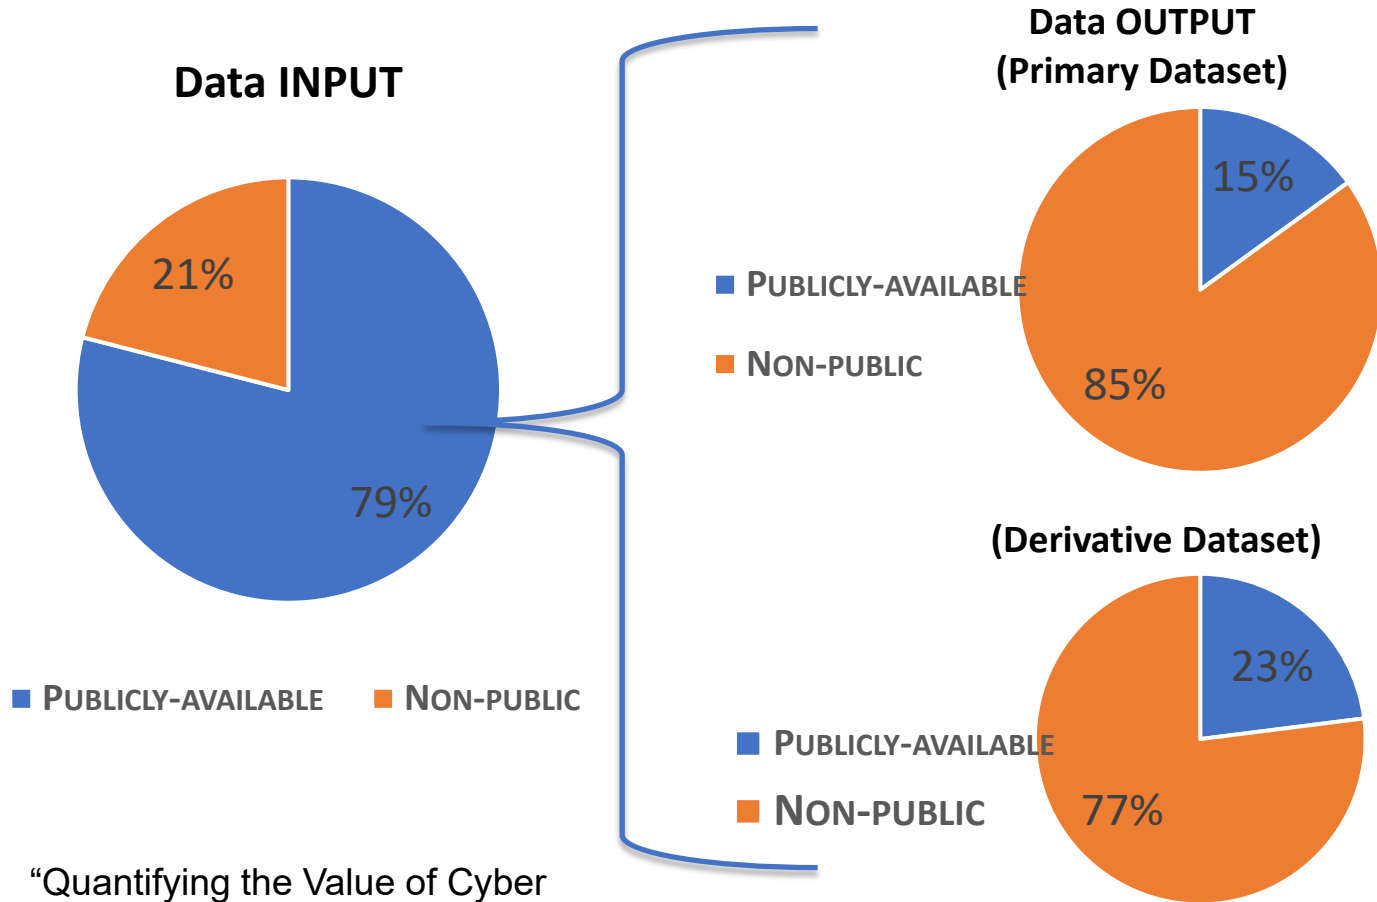 Data INPUT
21%
79%
PUBLICLY-AVAILABLE
NON-PUBLIC
Data OUTPUT
(Primary Dataset)
15%
85%
PUBLICLY-AVAILABLE
NON-PUBLIC
(Derivative Dataset)
23%
77%
PUBLICLY-AVAILABLE
NON-PUBLIC
“Quantifying the Value of Cyber